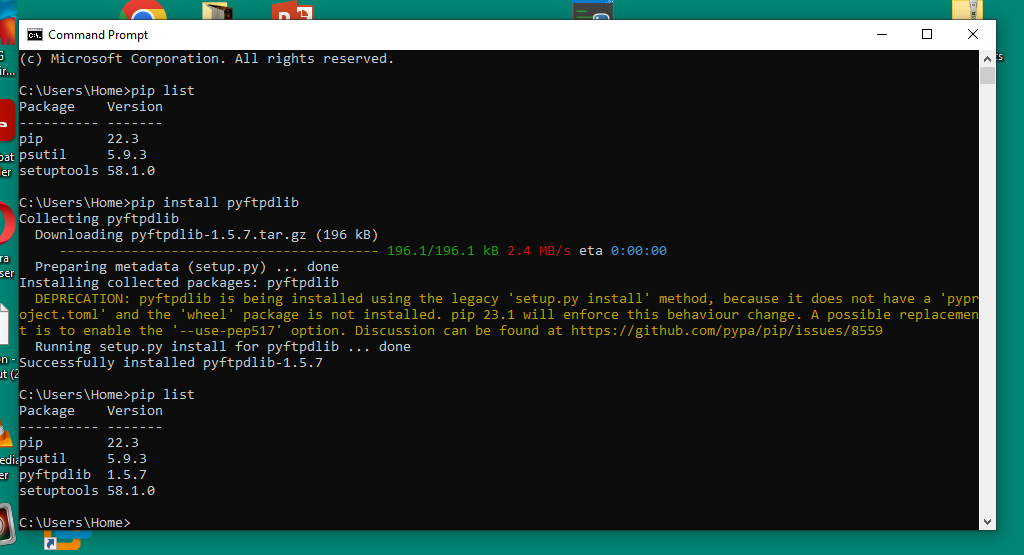 Command Prompt
(c) Microsoft Corporation. All rights reserved.
C:\Users\Home>pip list
Package    Version
---------- -------
pip        22.3
psutil     5.9.3
setuptools 58.1.0
C:\Users\Home>pip install pyftpdlib
Collecting pyftpdlib
  Downloading pyftpdlib-1.5.7.tar.gz (196 kB)
     ---------------------------------------- 196.1/196.1 kB 2.4 MB/s eta 0:00:00
  Preparing metadata (setup.py) ... done
Installing collected packages: pyftpdlib
  DEPRECATION: pyftpdlib is being installed using the legacy 'setup.py install' method, because it does not have a 'pypr
oject.toml' and the 'wheel' package is not installed. pip 23.1 will enforce this behaviour change. A possible replacemen
t is to enable the '--use-pep517' option. Discussion can be found at https://github.com/pypa/pip/issues/8559
  Running setup.py install for pyftpdlib ... done
Successfully installed pyftpdlib-1.5.7
C:\Users\Home>pip list
Package    Version
---------- -------
pip        22.3
psutil     5.9.3
pyftpdlib  1.5.7
setuptools 58.1.0
C:\Users\Home>